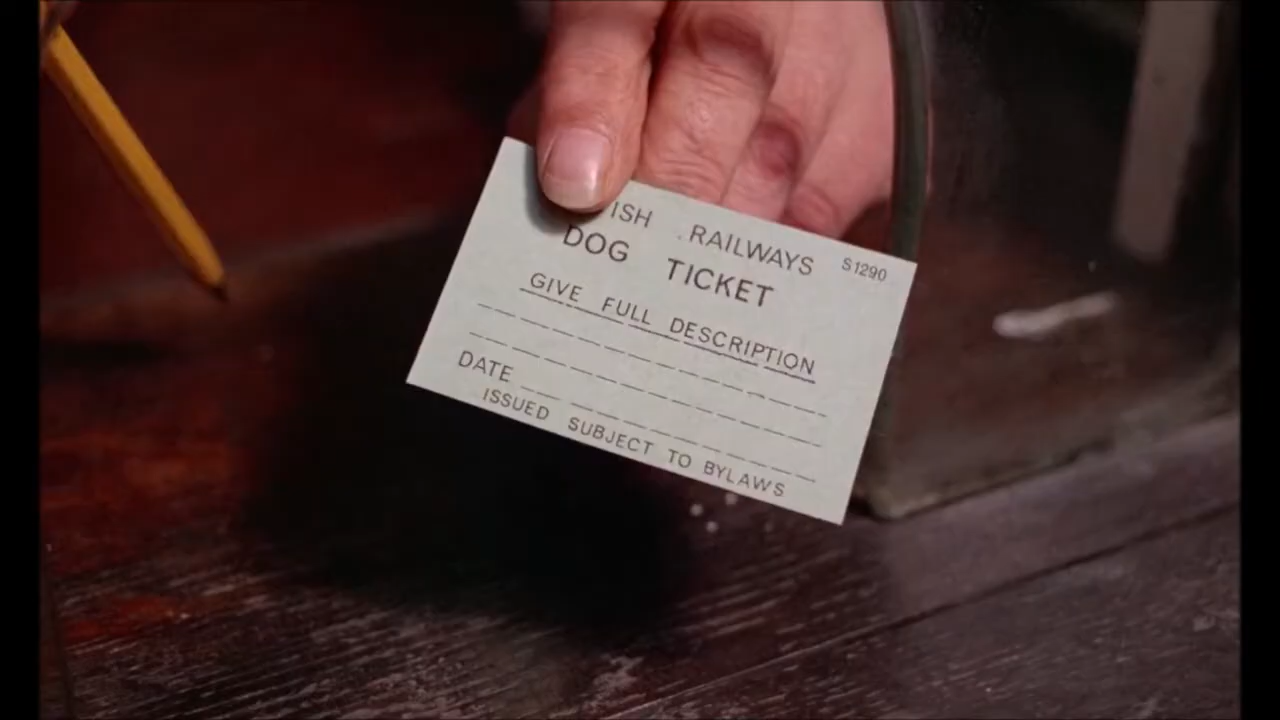 ISH RAILWAYS S1290
DOG TICKET
GIVE FULL DESCRIPTION
DATE
ISSUED SUBJECT TO BYLAWS